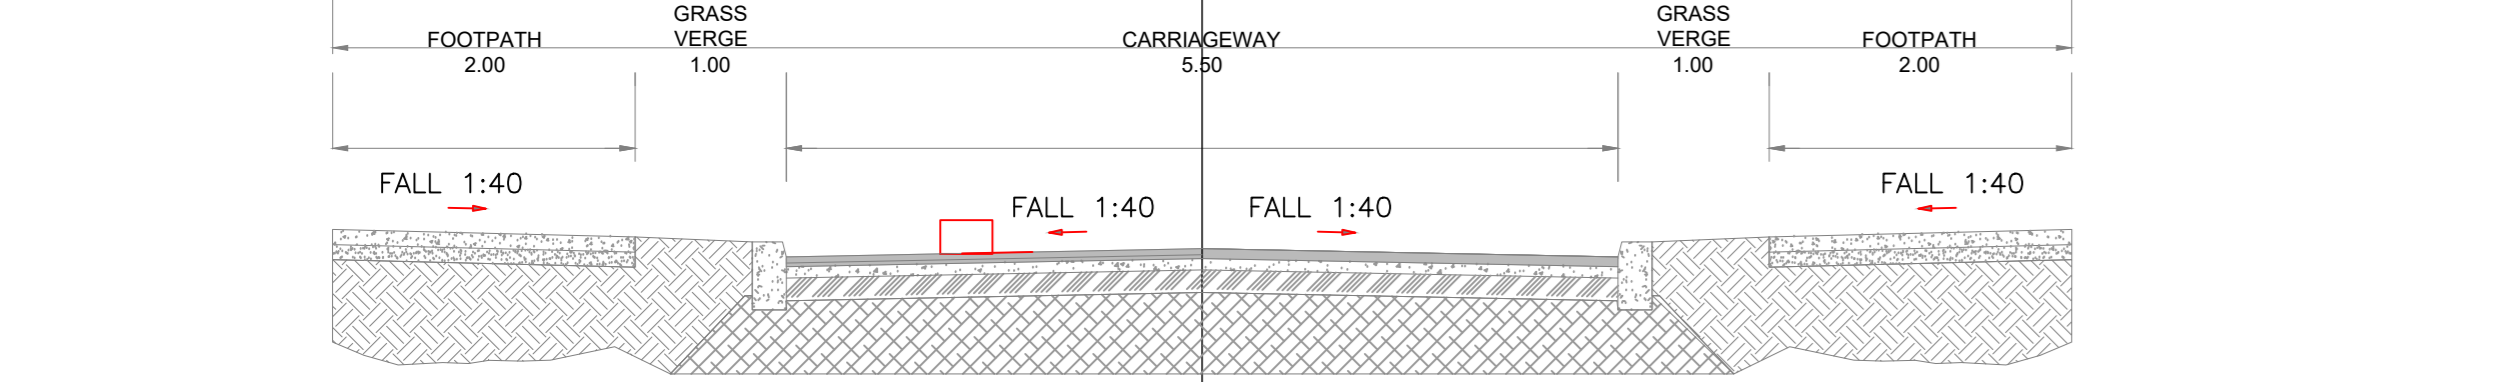 GRASS
VERGE
1.00
FOOTPATH
2.00
CARRIAGEWAY
5.50
GRASS
VERGE
1.00
FOOTPATH
2.00
FALL 1:40
FALL 1:40
FALL 1:40
FALL 1:40